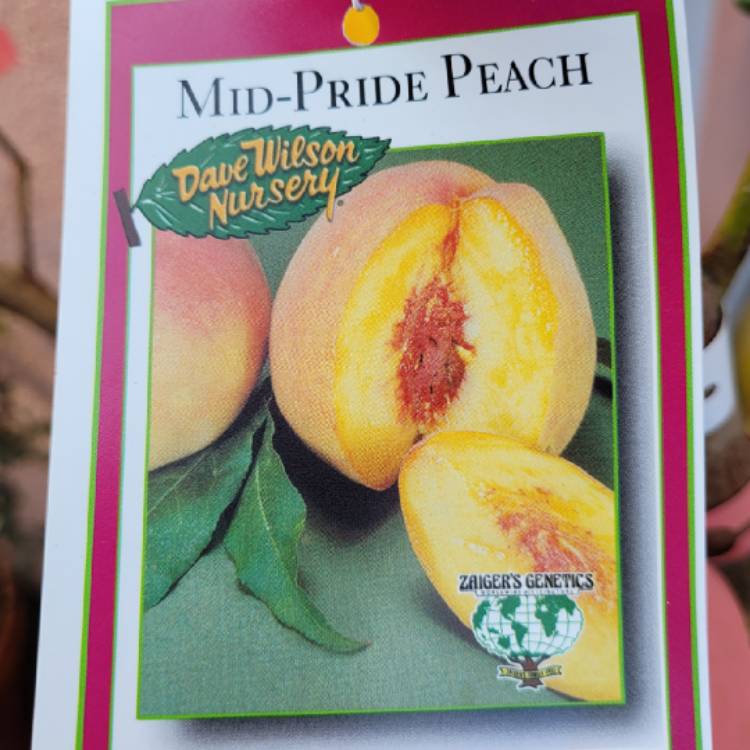 Mid-Pride Peach
Dave Wilson
Nursery®
ZAIGER'S GENETICS